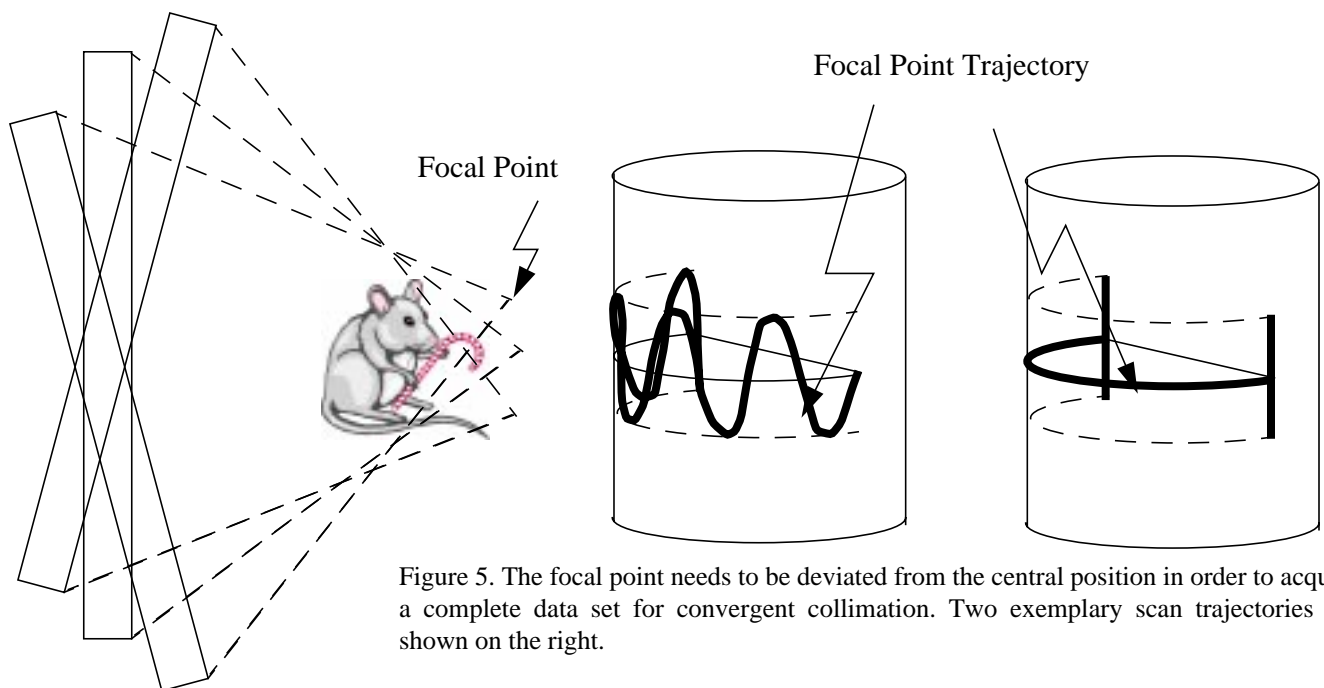 Focal Point Trajectory
Focal Point
Figure 5. The focal point needs to be deviated from the central position in order to acqu
a complete data set for convergent collimation. Two exemplary scan trajectories
shown on the right.